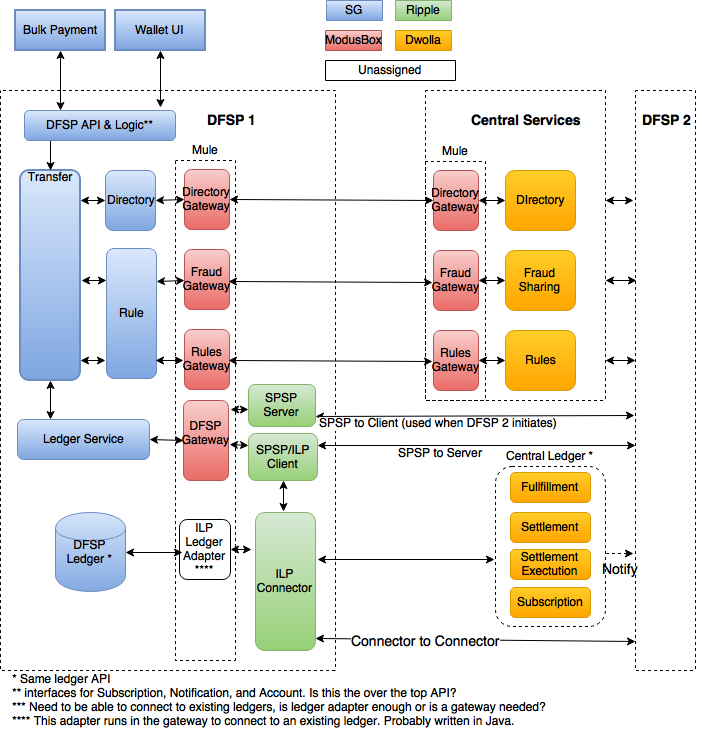 Bulk Payment
Wallet UI
SG
Ripple
ModusBox
Dwolla
Unassigned
DFSP API & Logic**
DFSP 1
Central Services
DFSP 2
Mule
Mule
Transfer
Directory
Directory
Gateway
Directory
Gateway
DIrectory
Rule
Fraud
Gateway
Fraud
Gateway
Fraud
Sharing
Rules
Gateway
Rules
Gateway
Rules
SPSP
Server
DFSP
Gateway
SPSP to Client (used when DFSP 2 initiates)
Ledger Service
SPSP/ILP
Client
SPSP to Server
Central Ledger *
Fullfillment
Settlement
Settlement
Exectution
Subscription
Notify
DFSP
Ledger *
ILP
Ledger
Adapter
****
ILP
Connector
Connector to Connector
* Same ledger API
** interfaces for Subscription, Notification, and Account. Is this the over the top API?
*** Need to be able to connect to existing ledgers, is ledger adapter enough or is a gateway needed?
**** This adapter runs in the gateway to connect to an existing ledger. Probably written in Java.